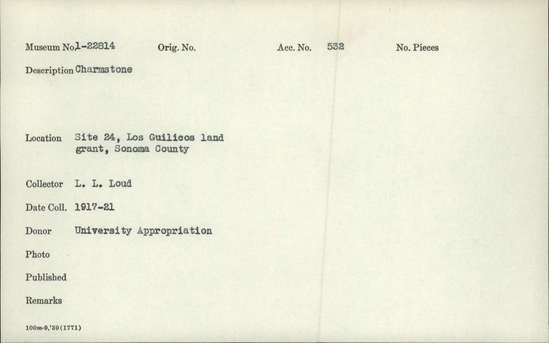 Museum No. 1-22814 Orig. No. Acc. No. 532 No. Pieces
Description Charmstone
Location Site 24, Los Guilicos land
grant, Sonoma County
Collector L. L. Loud
Date Coll. 1917-21
Donor University Appropriation
Photo
Published
Remarks
100m-9,'39(1771)